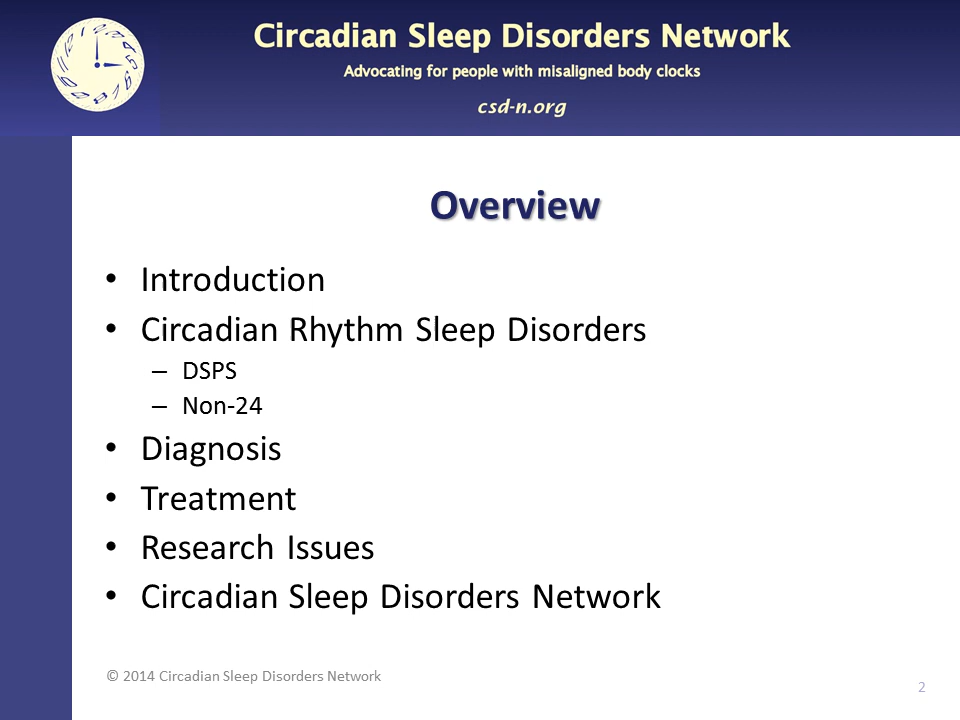 Circadian Sleep Disorders Network
Advocating for people with misaligned body clocks
csd-n.org
Overview
• Introduction
• Circadian Rhythm Sleep Disorders
– DSPS
– Non-24
• Diagnosis
• Treatment
• Research Issues
• Circadian Sleep Disorders Network
© 2014 Circadian Sleep Disorders Network
2